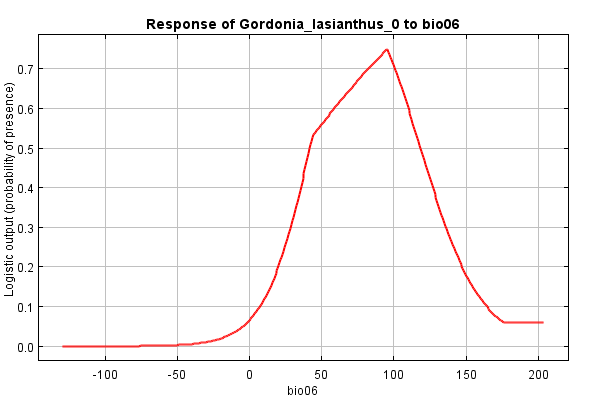 Response of Gordonia_lasianthus_0 to bio06
Logistic output (probability of presence)
0.7
0.6
0.5
0.4
0.3
0.2
0.1
0.0
-100 -50 0 50 100 150 200
bio06